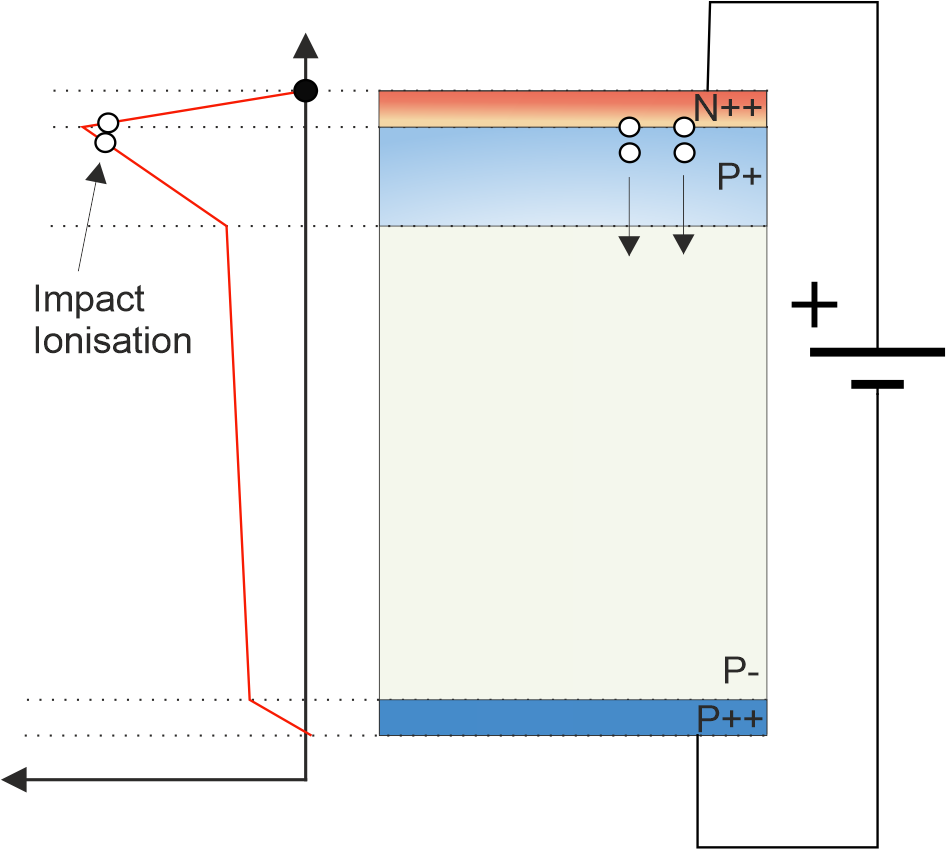 N++
P+
Impact
Ionisation
+
P-
P++